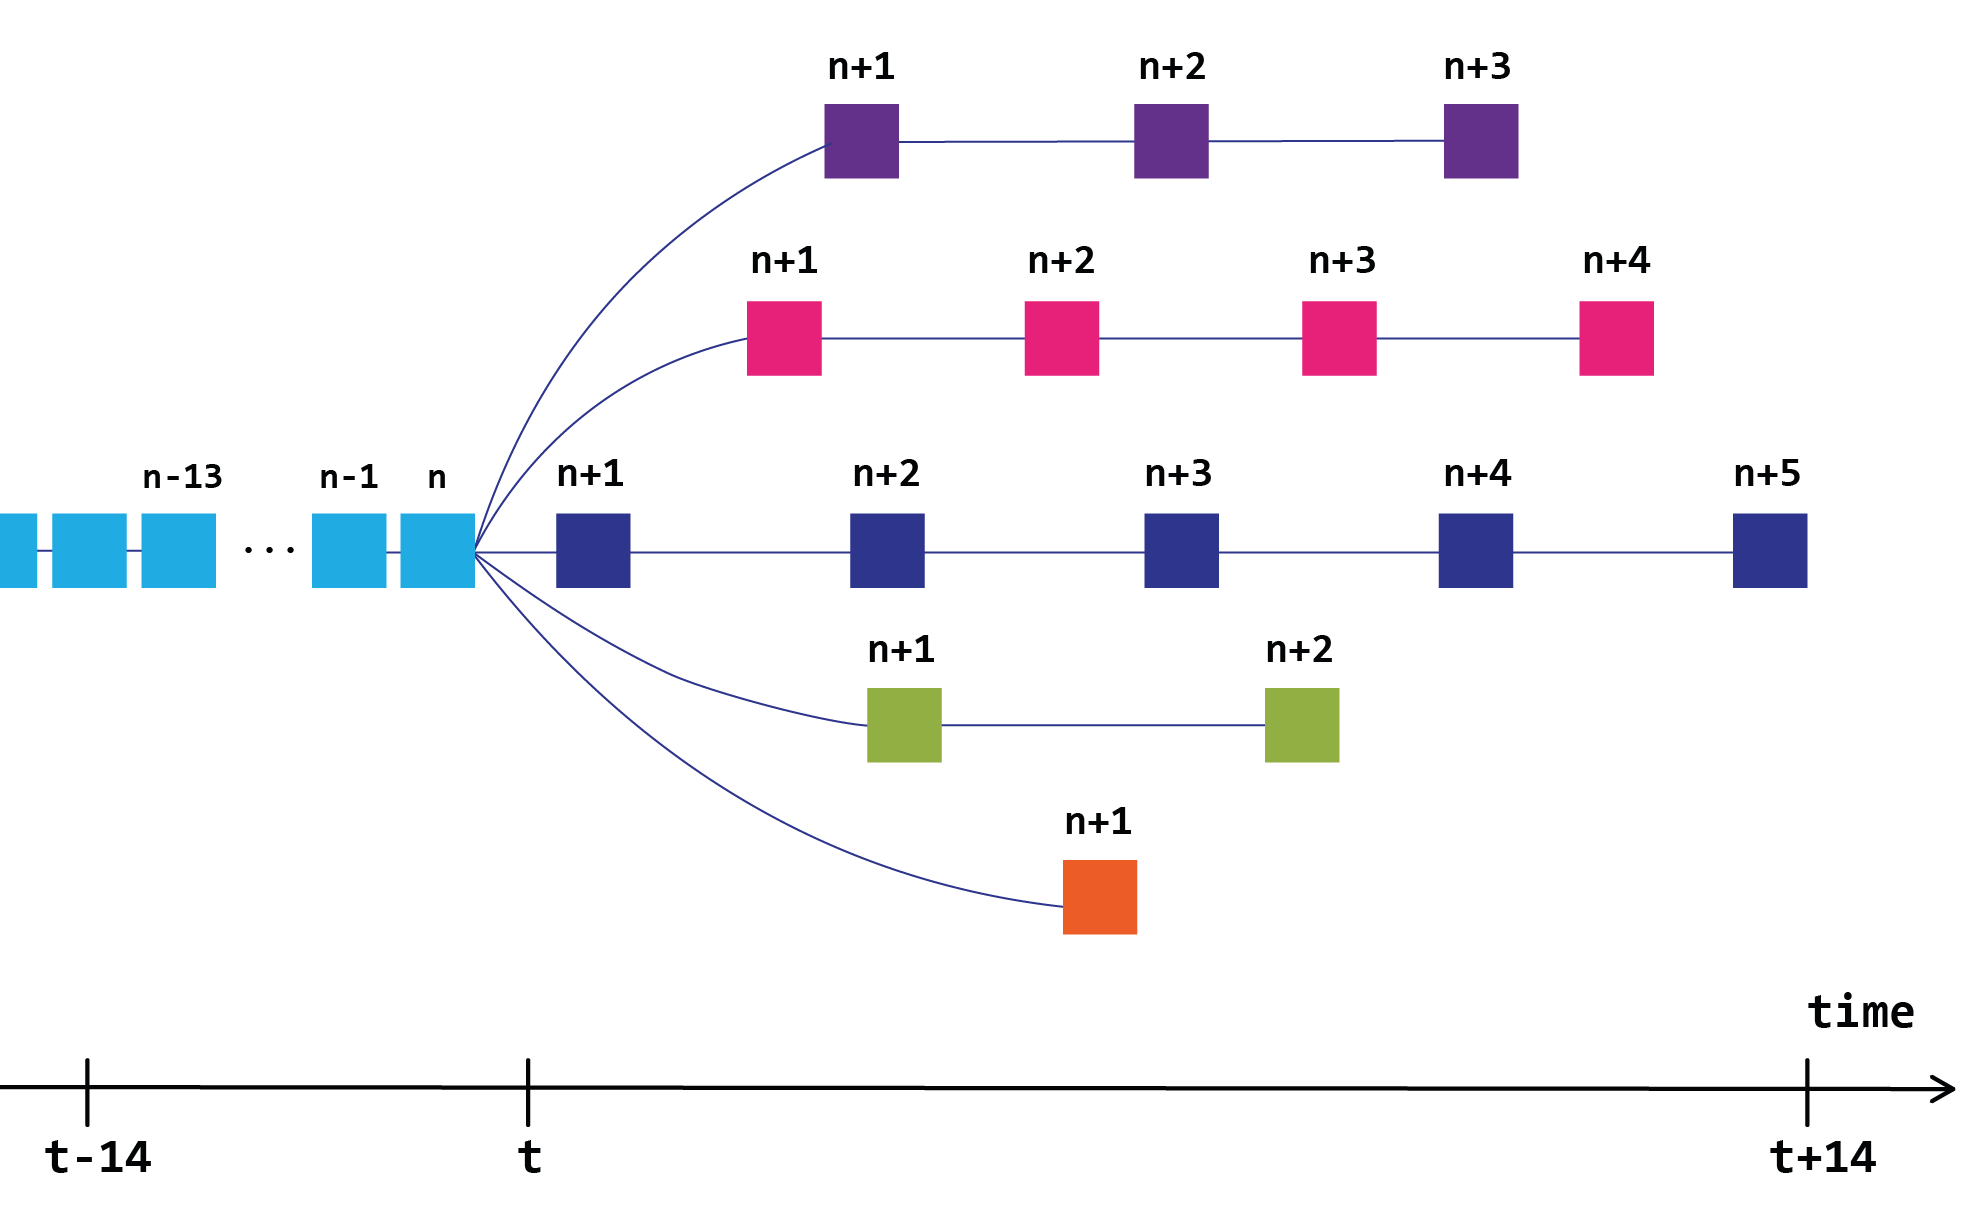 n+1 n+2 n+3
n+1 n+2 n+3 n+4
n-13 ... n-1 n n+1 n+2 n+3 n+4 n+5
n+1 n+2
n+1
time
t-14 t t+14